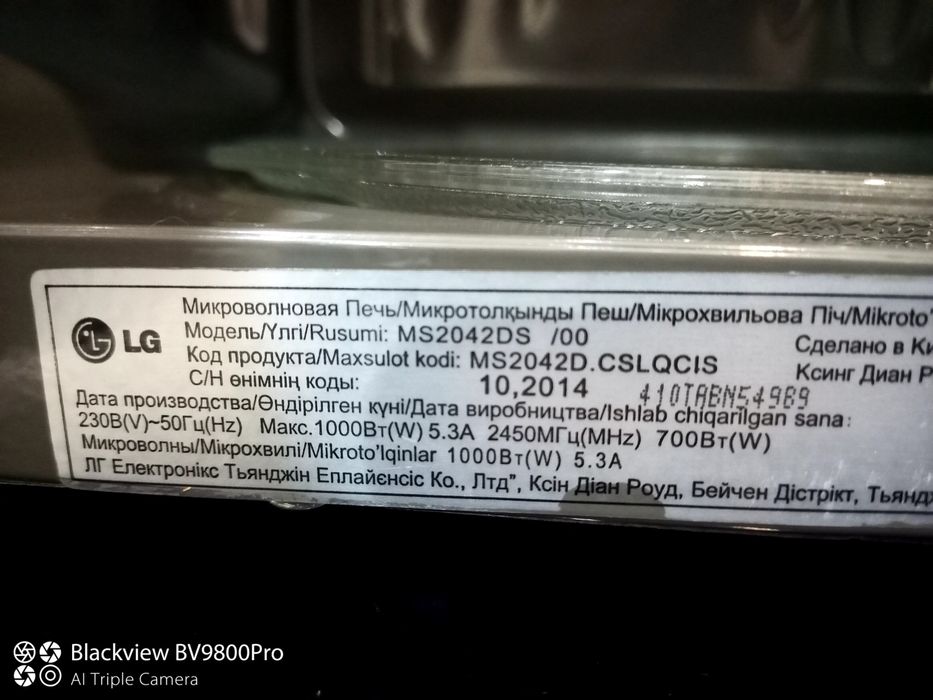 Микроволновая Печь/Микротолқынды Пеш/Мікрохвильова Піч/Mikroto'
LG
Модель/Үлгі/Rusumi: MS2042DS /00
Сделано в Ки
Код продукта/Maxsulot kodi: MS2042D.CSLQCIS
Ксинг Диан Р
С/Н өнімнің коды:
10,2014
410TABN54989
Дата производства/Өндірілген күні/Дата виробництва/Ishlab chiqarilgan sana:
230В(V)~50Гц(Hz) Макс.1000Вт(W) 5.3А 2450МГц(MHz) 700Вт(W)
Микроволны/Мікрохвилі/Mikroto'lqinlar 1000Вт(W) 5.3А
ЛГ Електронікс Тьянджін Еплайєнсіс Ко., Лтд", Ксін Діан Роуд, Бейчен Дістрікт, Тьяндж
Blackview BV9800Pro
AI Triple Camera